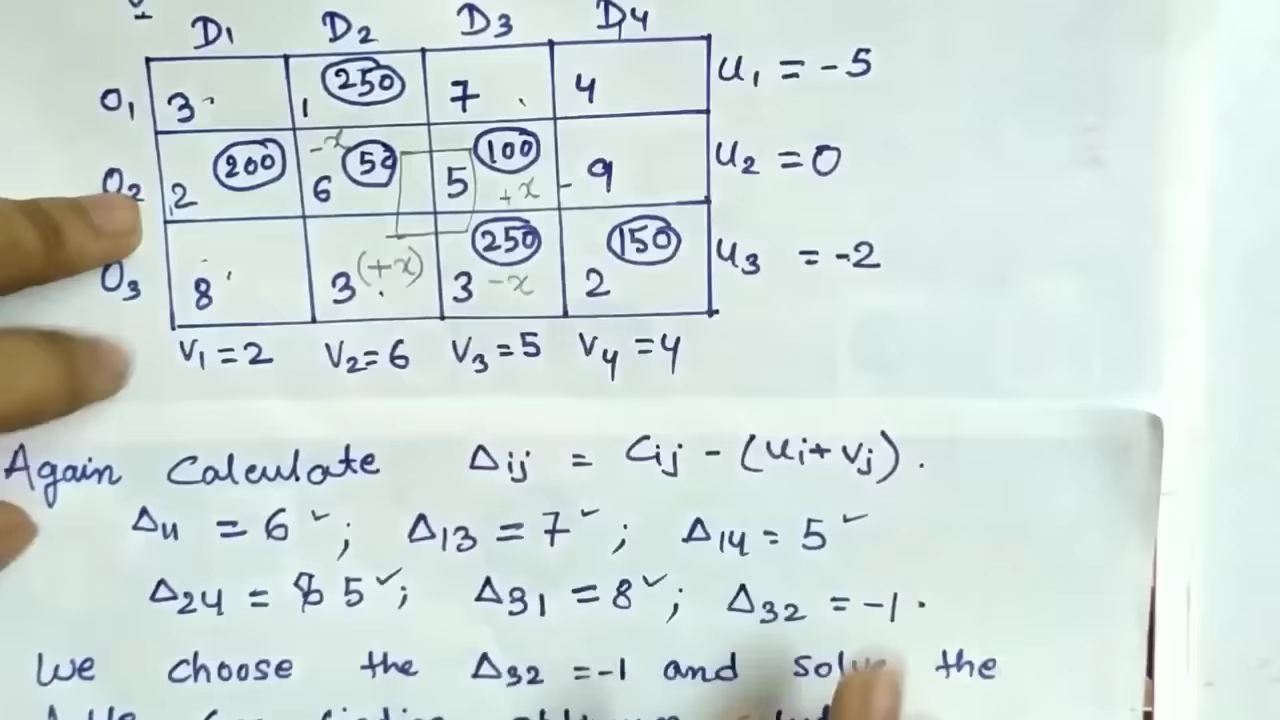 D1 D2 D3 D4
O1 3 1 250 7 4 u1 = -5
O2 2 200 -x 6 50 5 100 +x 9 u2 = 0
O3 8 3 (+x) 3 250 -x 2 150 u3 = -2
V1 = 2 V2 = 6 V3 = 5 V4 = 4
Again Calculate Δij = Cij - (ui + vj).
Δ11 = 6 ✓; Δ13 = 7 ✓; Δ14 = 5 ✓
Δ24 = 5 ✓; Δ31 = 8 ✓; Δ32 = -1.
We choose the Δ32 = -1 and solve the